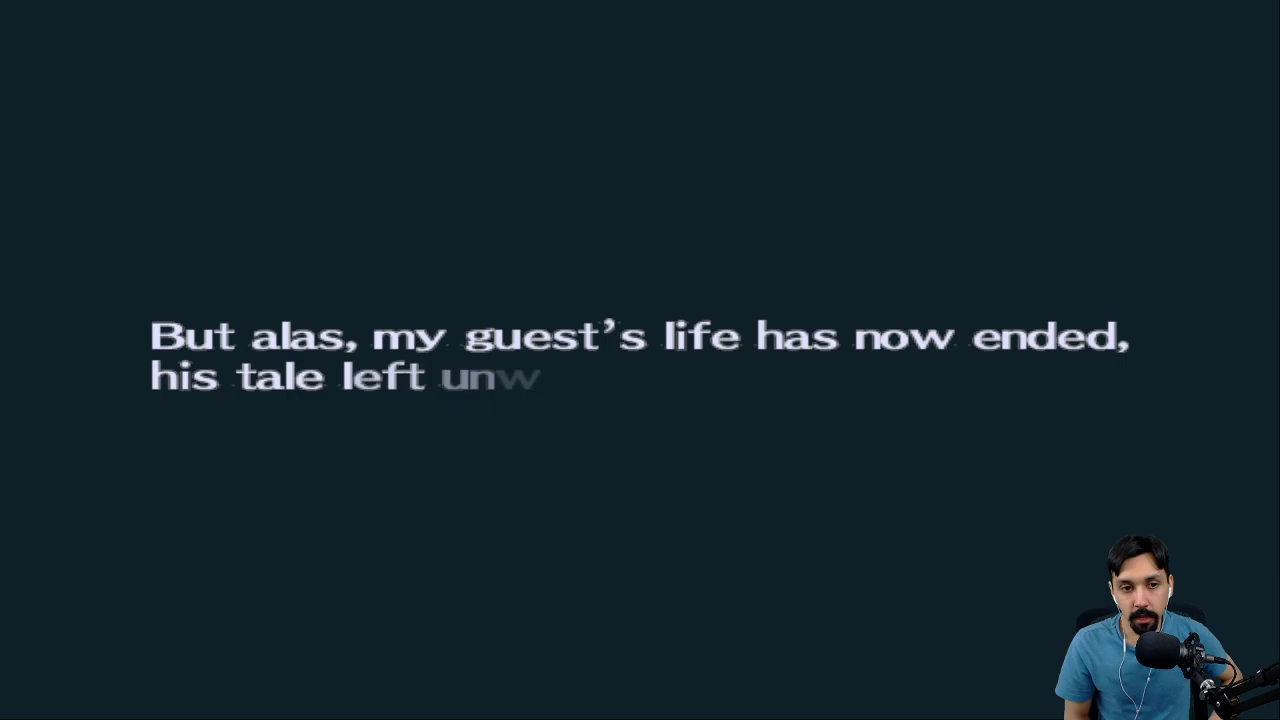 But alas, my guest’s life has now ended,
his tale left unw